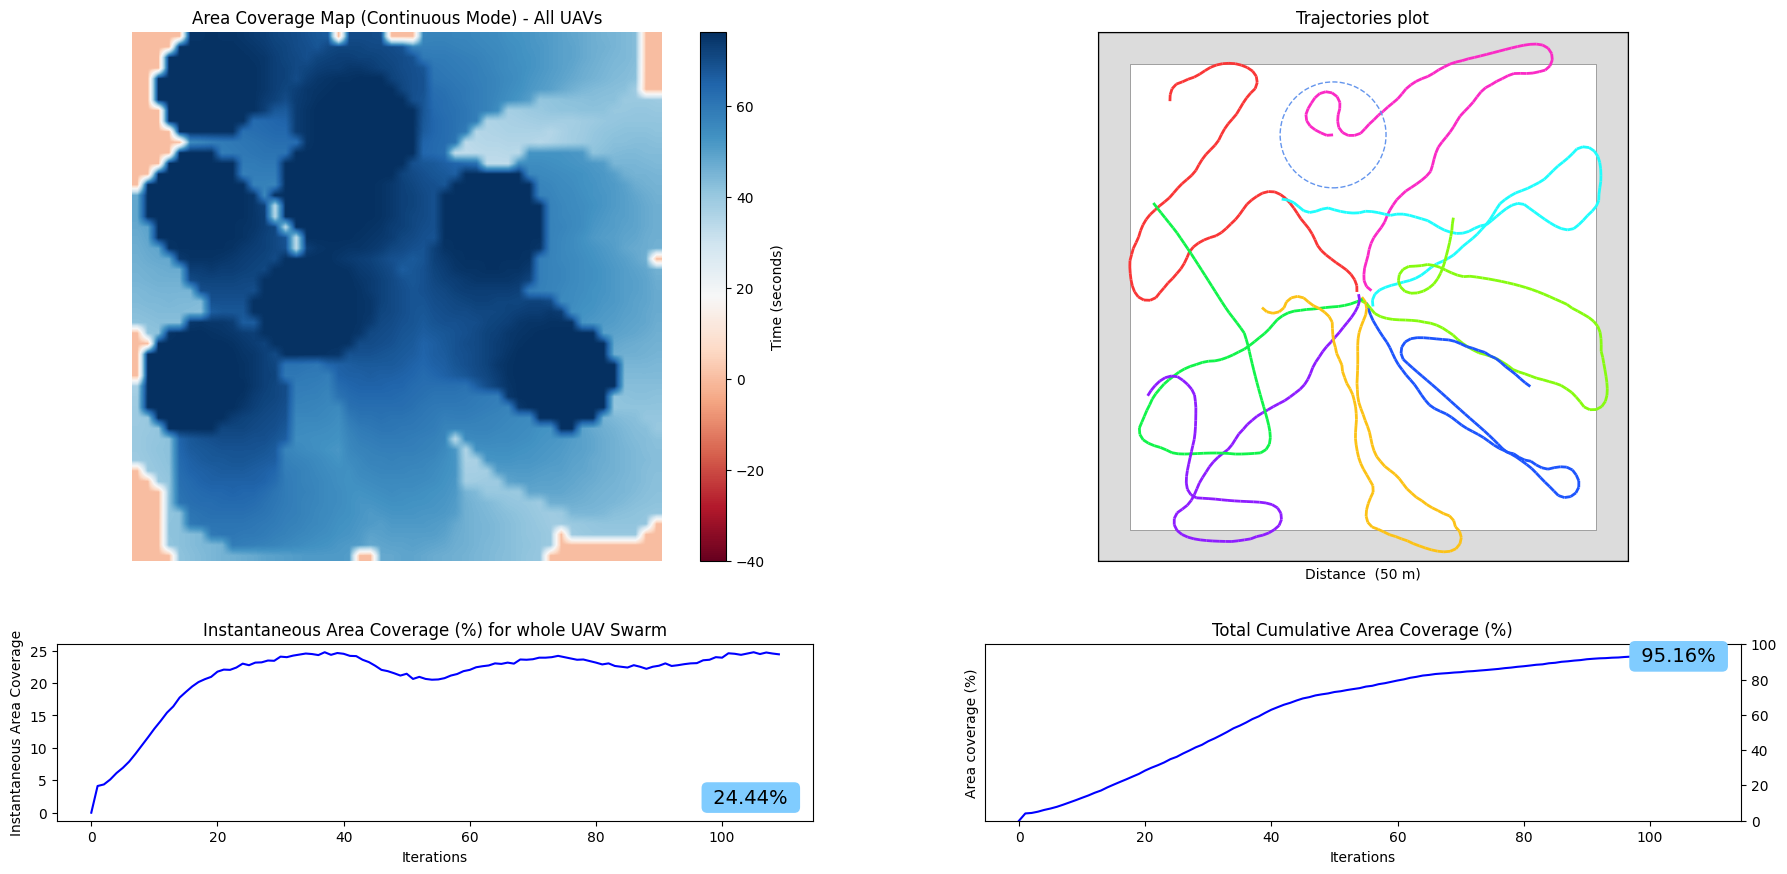 Area Coverage Map (Continuous Mode) - All UAVs
60
40
20
0
−20
−40
Time (seconds)
Trajectories plot
Distance  (50 m)
Instantaneous Area Coverage (%) for whole UAV Swarm
Instantaneous Area Coverage
25
20
15
10
5
0
24.44%
0 20 40 60 80 100
Iterations
Total Cumulative Area Coverage (%)
Area coverage (%)
95.16%
100
80
60
40
20
0
0 20 40 60 80 100
Iterations